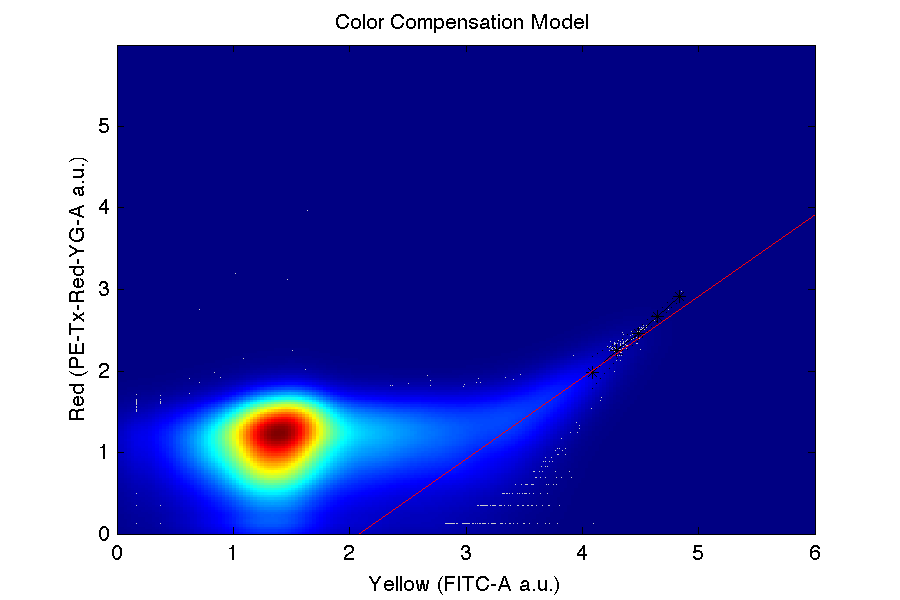 Color Compensation Model
5
4
3
2
1
0
Red (PE-Tx-Red-YG-A a.u.)
0 1 2 3 4 5 6
Yellow (FITC-A a.u.)